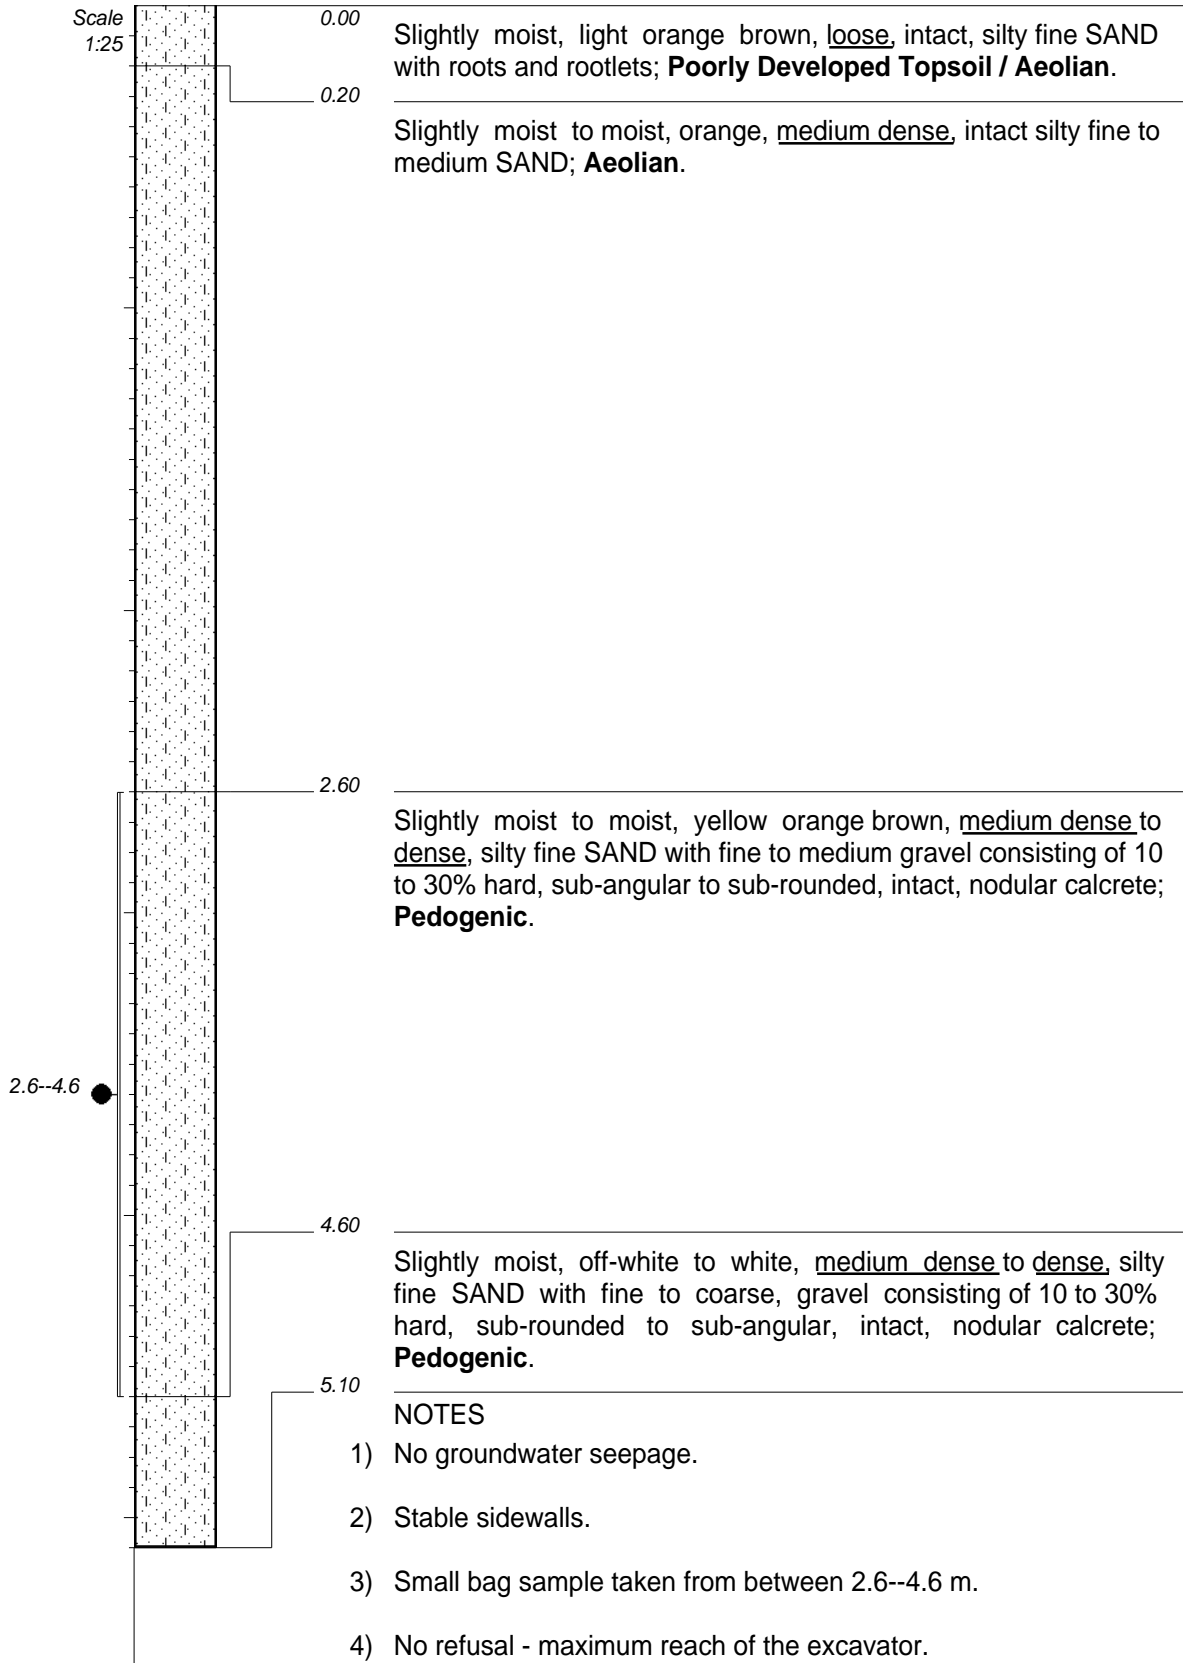 Scale
1:25
0.00
Slightly moist, light orange brown, loose, intact, silty fine SAND
with roots and rootlets; Poorly Developed Topsoil / Aeolian.
0.20
Slightly moist to moist, orange, medium dense, intact silty fine to
medium SAND; Aeolian.
2.60
Slightly moist to moist, yellow orange brown, medium dense to
dense, silty fine SAND with fine to medium gravel consisting of 10
to 30% hard, sub-angular to sub-rounded, intact, nodular calcrete;
Pedogenic.
2.6--4.6
4.60
Slightly moist, off-white to white, medium dense to dense, silty
fine SAND with fine to coarse, gravel consisting of 10 to 30%
hard, sub-rounded to sub-angular, intact, nodular calcrete;
Pedogenic.
5.10
NOTES
1) No groundwater seepage.
2) Stable sidewalls.
3) Small bag sample taken from between 2.6--4.6 m.
4) No refusal - maximum reach of the excavator.